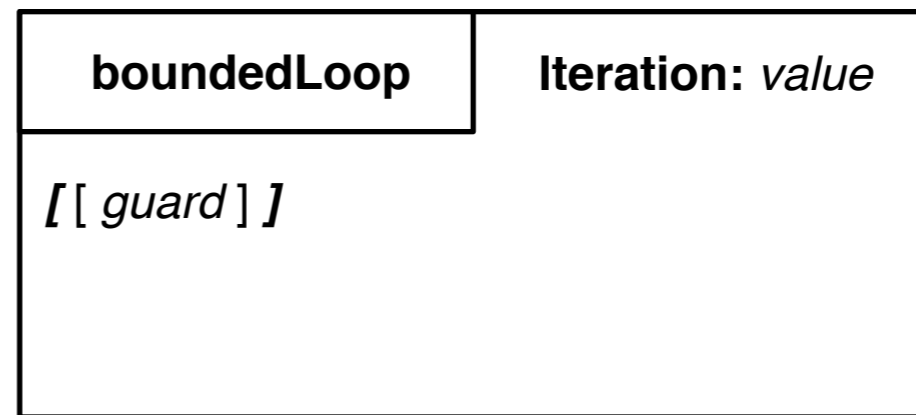 boundedLoop
Iteration: value
[ [ guard ] ]